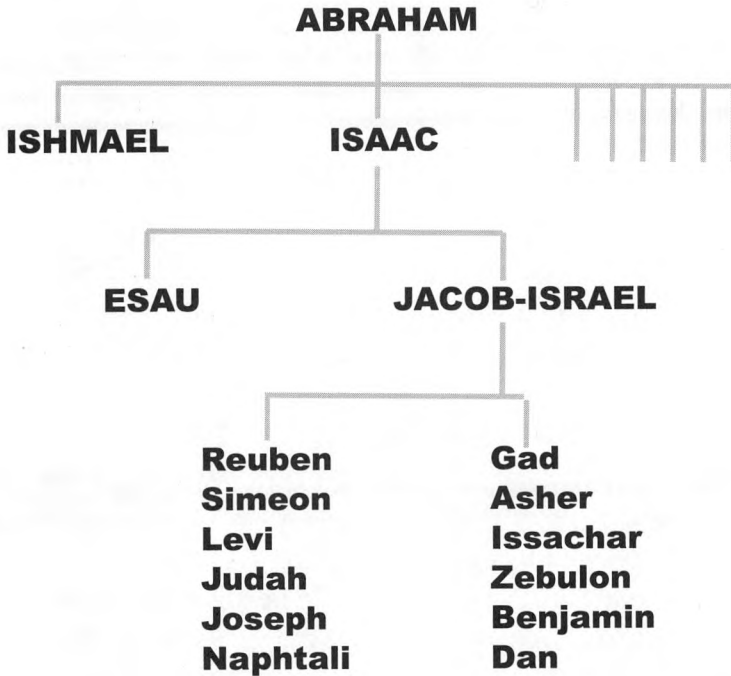 ABRAHAM
ISHMAEL ISAAC
ESAU JACOB-ISRAEL
Reuben
Simeon
Levi
Judah
Joseph
Naphtali
Gad
Asher
Issachar
Zebulon
Benjamin
Dan